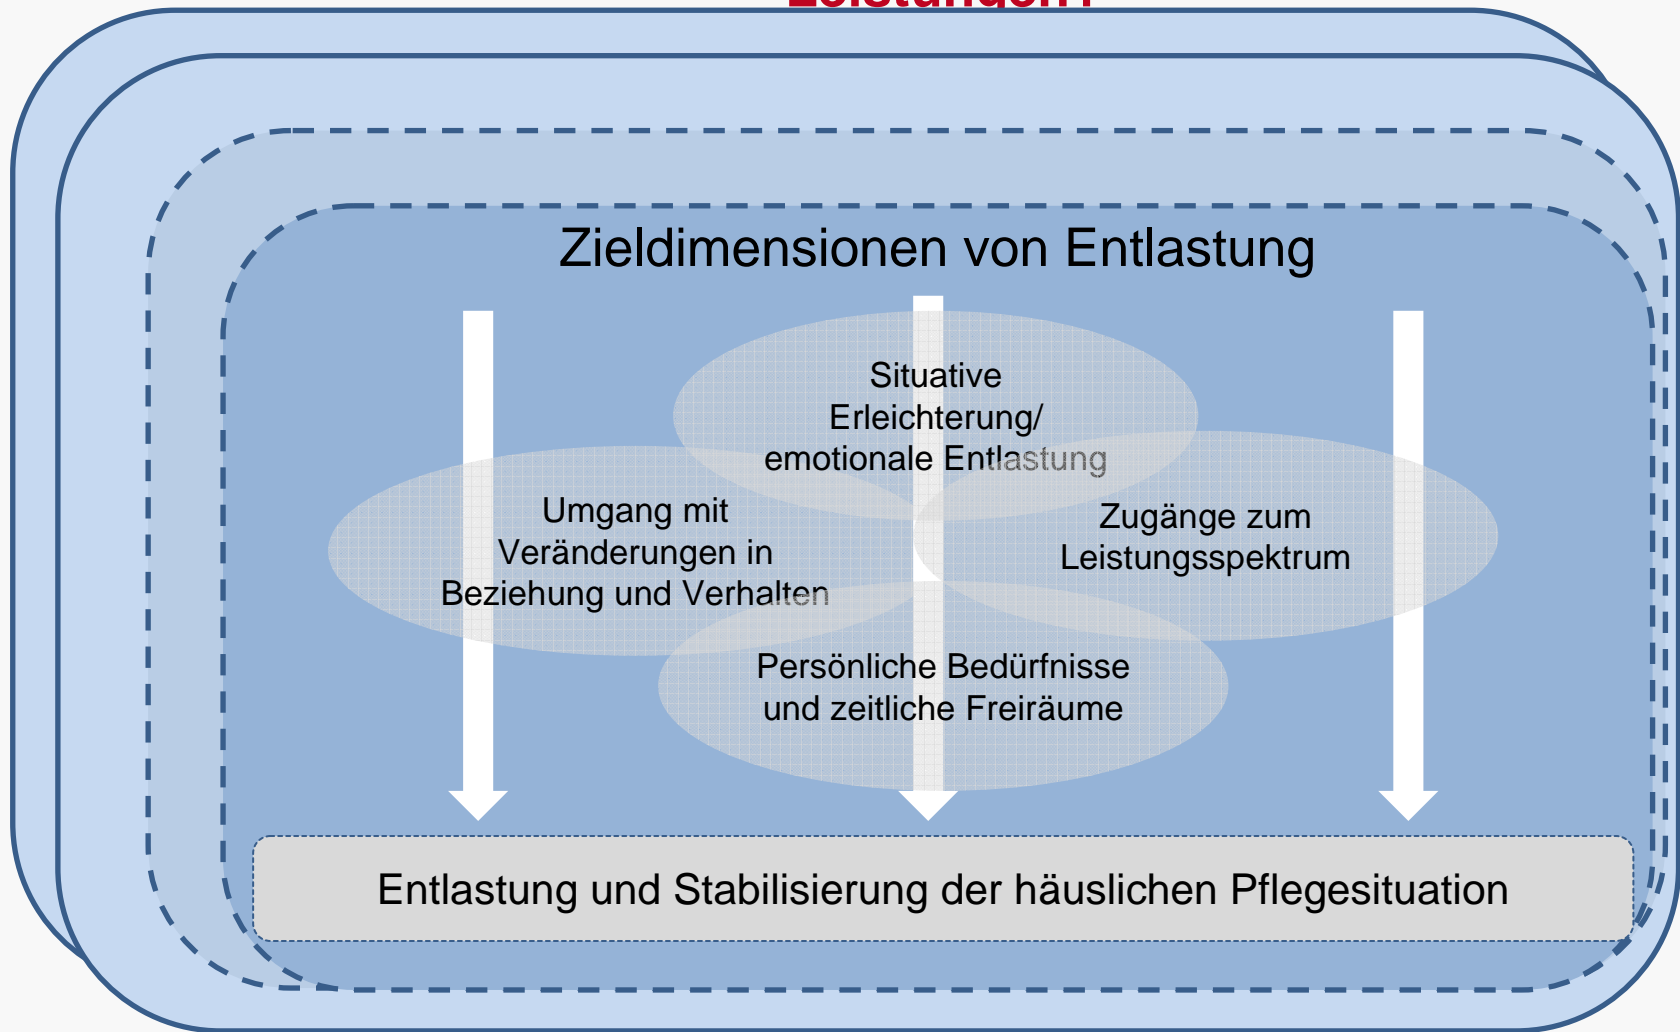 Zieldimensionen von Entlastung
Situative
Erleichterung/
emotionale Entlastung
Umgang mit
Veränderungen in
Beziehung und Verhalten
Zugänge zum
Leistungsspektrum
Persönliche Bedürfnisse
und zeitliche Freiräume
Entlastung und Stabilisierung der häuslichen Pflegesituation